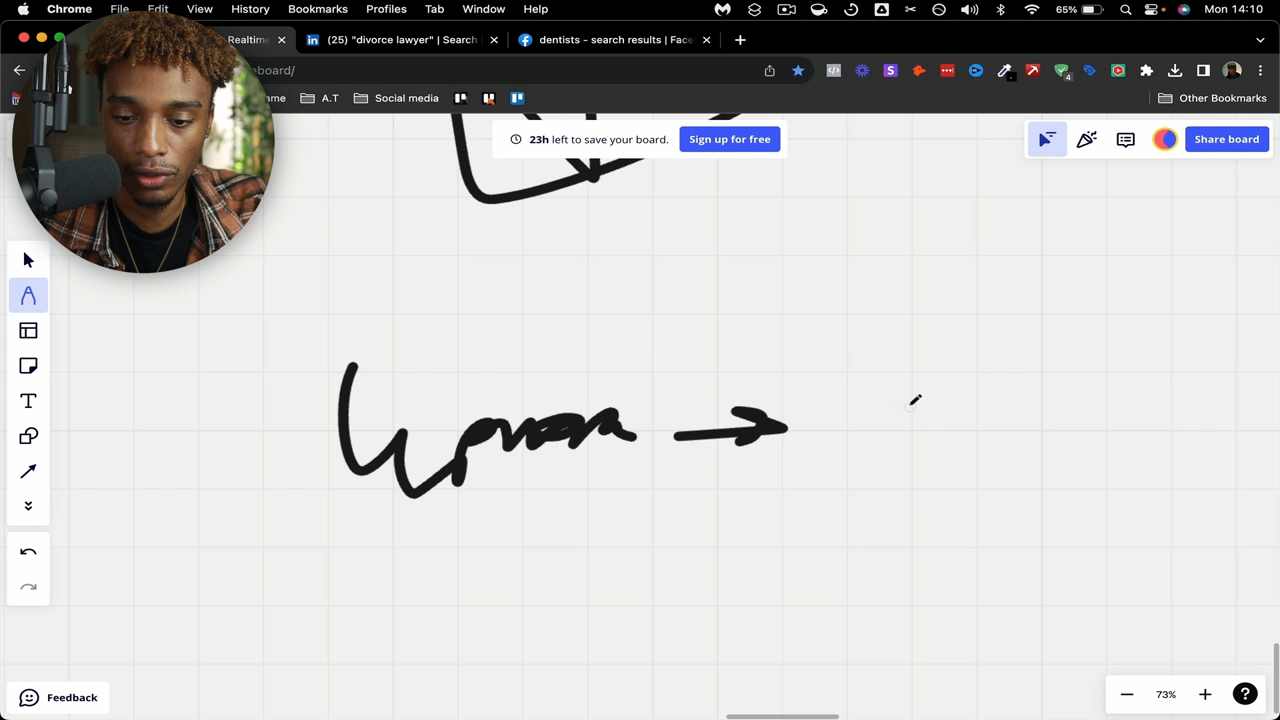 Chrome File Edit View History Bookmarks Profiles Tab Window Help 65% Mon 14:10
Realtime (25) "divorce lawyer" | Search dentists - search results | Face
eboard/
me A.T Social media Other Bookmarks
23h left to save your board. Sign up for free Share board
Feedback 73%